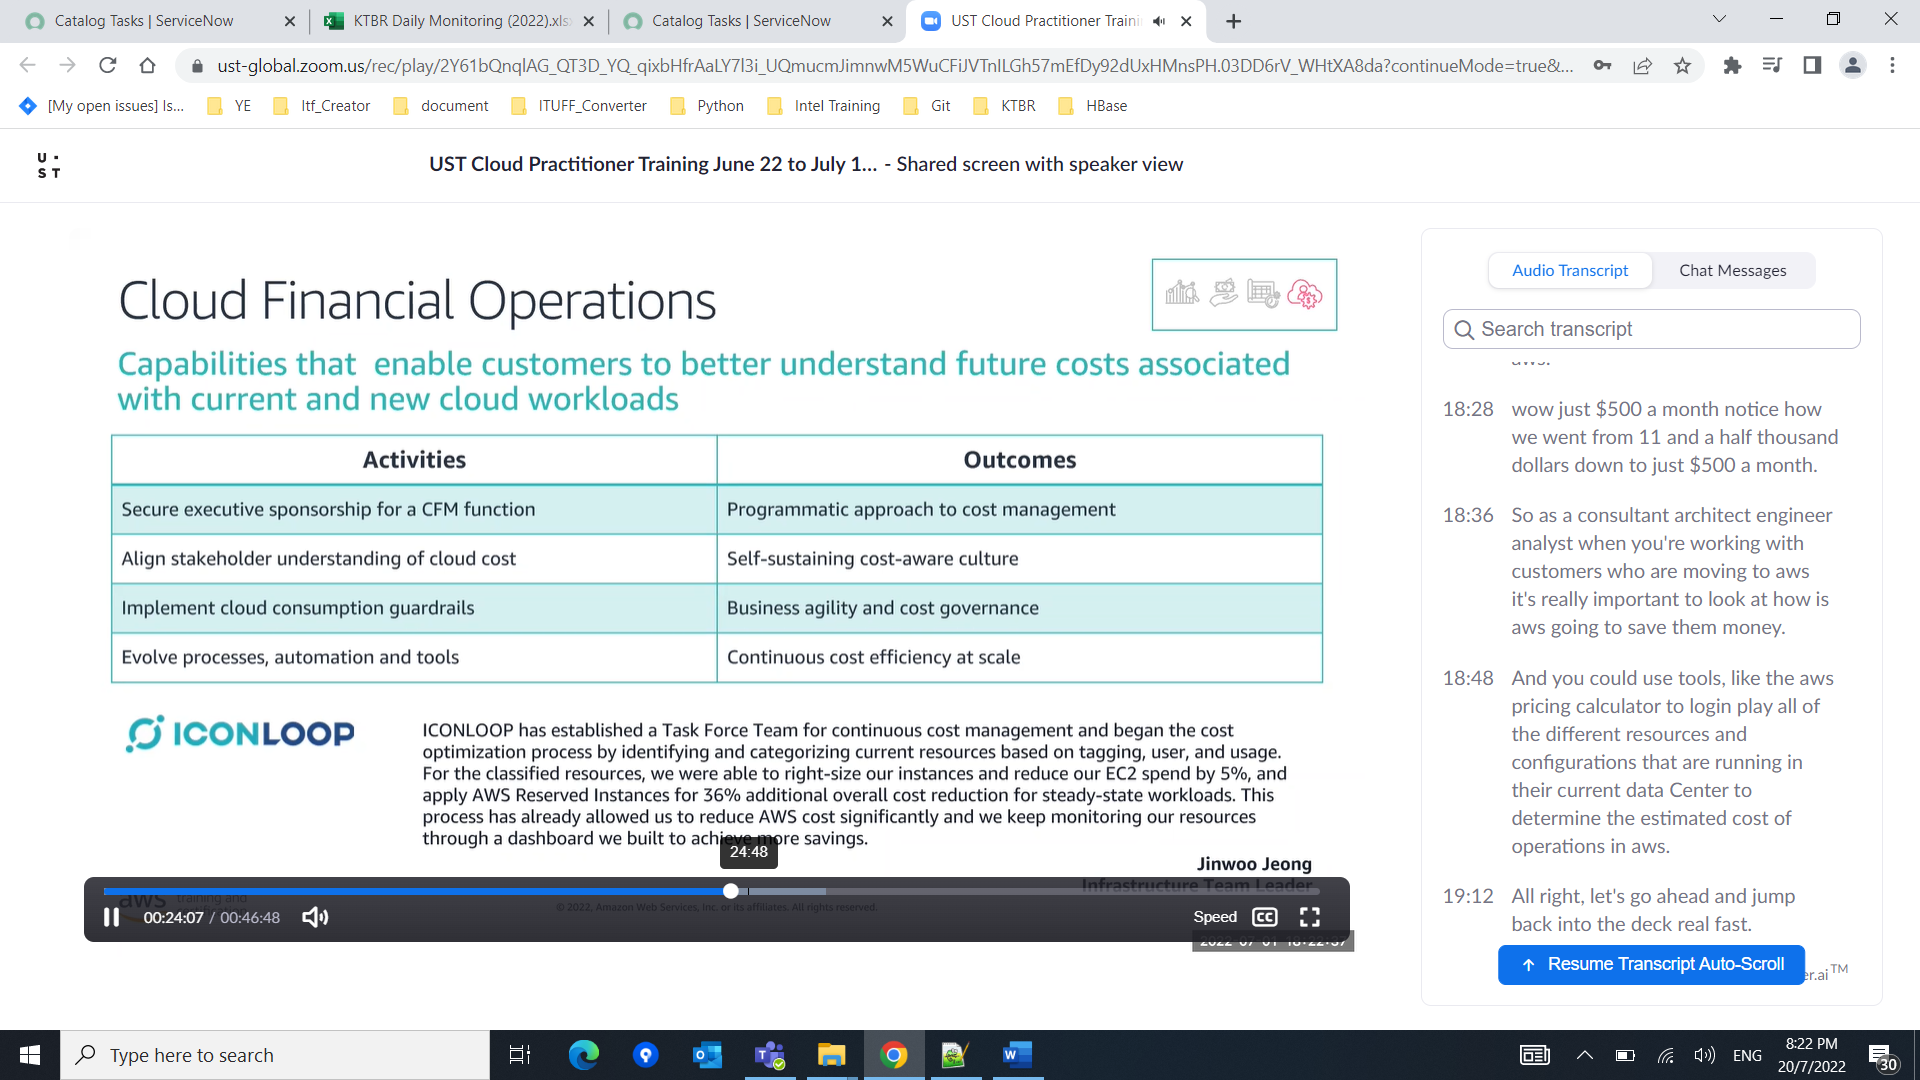 Catalog Tasks | ServiceNow
KTBR Daily Monitoring (2022).xls
Catalog Tasks | ServiceNow
UST Cloud Practitioner Traini
ust-global.zoom.us/rec/play/2Y61bQnqlAG_QT3D_YQ_qixbHfrAaLY7l3i_UQmucmJimnwM5WuCFiJVTnILGh57mEfDy92dUxHMnsPH.03DD6rV_WHtXA8da?continueMode=true&...
[My open issues] Is...
YE
Itf_Creator
document
ITUFF_Converter
Python
Intel Training
Git
KTBR
HBase
U
ST
UST Cloud Practitioner Training June 22 to July 1... - Shared screen with speaker view
Cloud Financial Operations
Capabilities that enable customers to better understand future costs associated
with current and new cloud workloads
Activities Outcomes
Secure executive sponsorship for a CFM function Programmatic approach to cost management
Align stakeholder understanding of cloud cost Self-sustaining cost-aware culture
Implement cloud consumption guardrails Business agility and cost governance
Evolve processes, automation and tools Continuous cost efficiency at scale
ICONLOOP
ICONLOOP has established a Task Force Team for continuous cost management and began the cost
optimization process by identifying and categorizing current resources based on tagging, user, and usage.
For the classified resources, we were able to right-size our instances and reduce our EC2 spend by 5%, and
apply AWS Reserved Instances for 36% additional overall cost reduction for steady-state workloads. This
process has already allowed us to reduce AWS cost significantly and we keep monitoring our resources
through a dashboard we built to achieve more savings.
24:48
Jinwoo Jeong
Infrastructure Team Leader
aws training and
© 2022, Amazon Web Services, Inc. or its affiliates. All rights reserved.
00:24:07 / 00:46:48
Speed
CC
2022-07-01 18:22:37
Audio Transcript
Chat Messages
Search transcript
aws.
18:28 wow just $500 a month notice how
we went from 11 and a half thousand
dollars down to just $500 a month.
18:36 So as a consultant architect engineer
analyst when you're working with
customers who are moving to aws
it's really important to look at how is
aws going to save them money.
18:48 And you could use tools, like the aws
pricing calculator to login play all of
the different resources and
configurations that are running in
their current data Center to
determine the estimated cost of
operations in aws.
19:12 All right, let's go ahead and jump
back into the deck real fast.
Resume Transcript Auto-Scroll
er.ai™
Type here to search
ENG
8:22 PM
20/7/2022
30